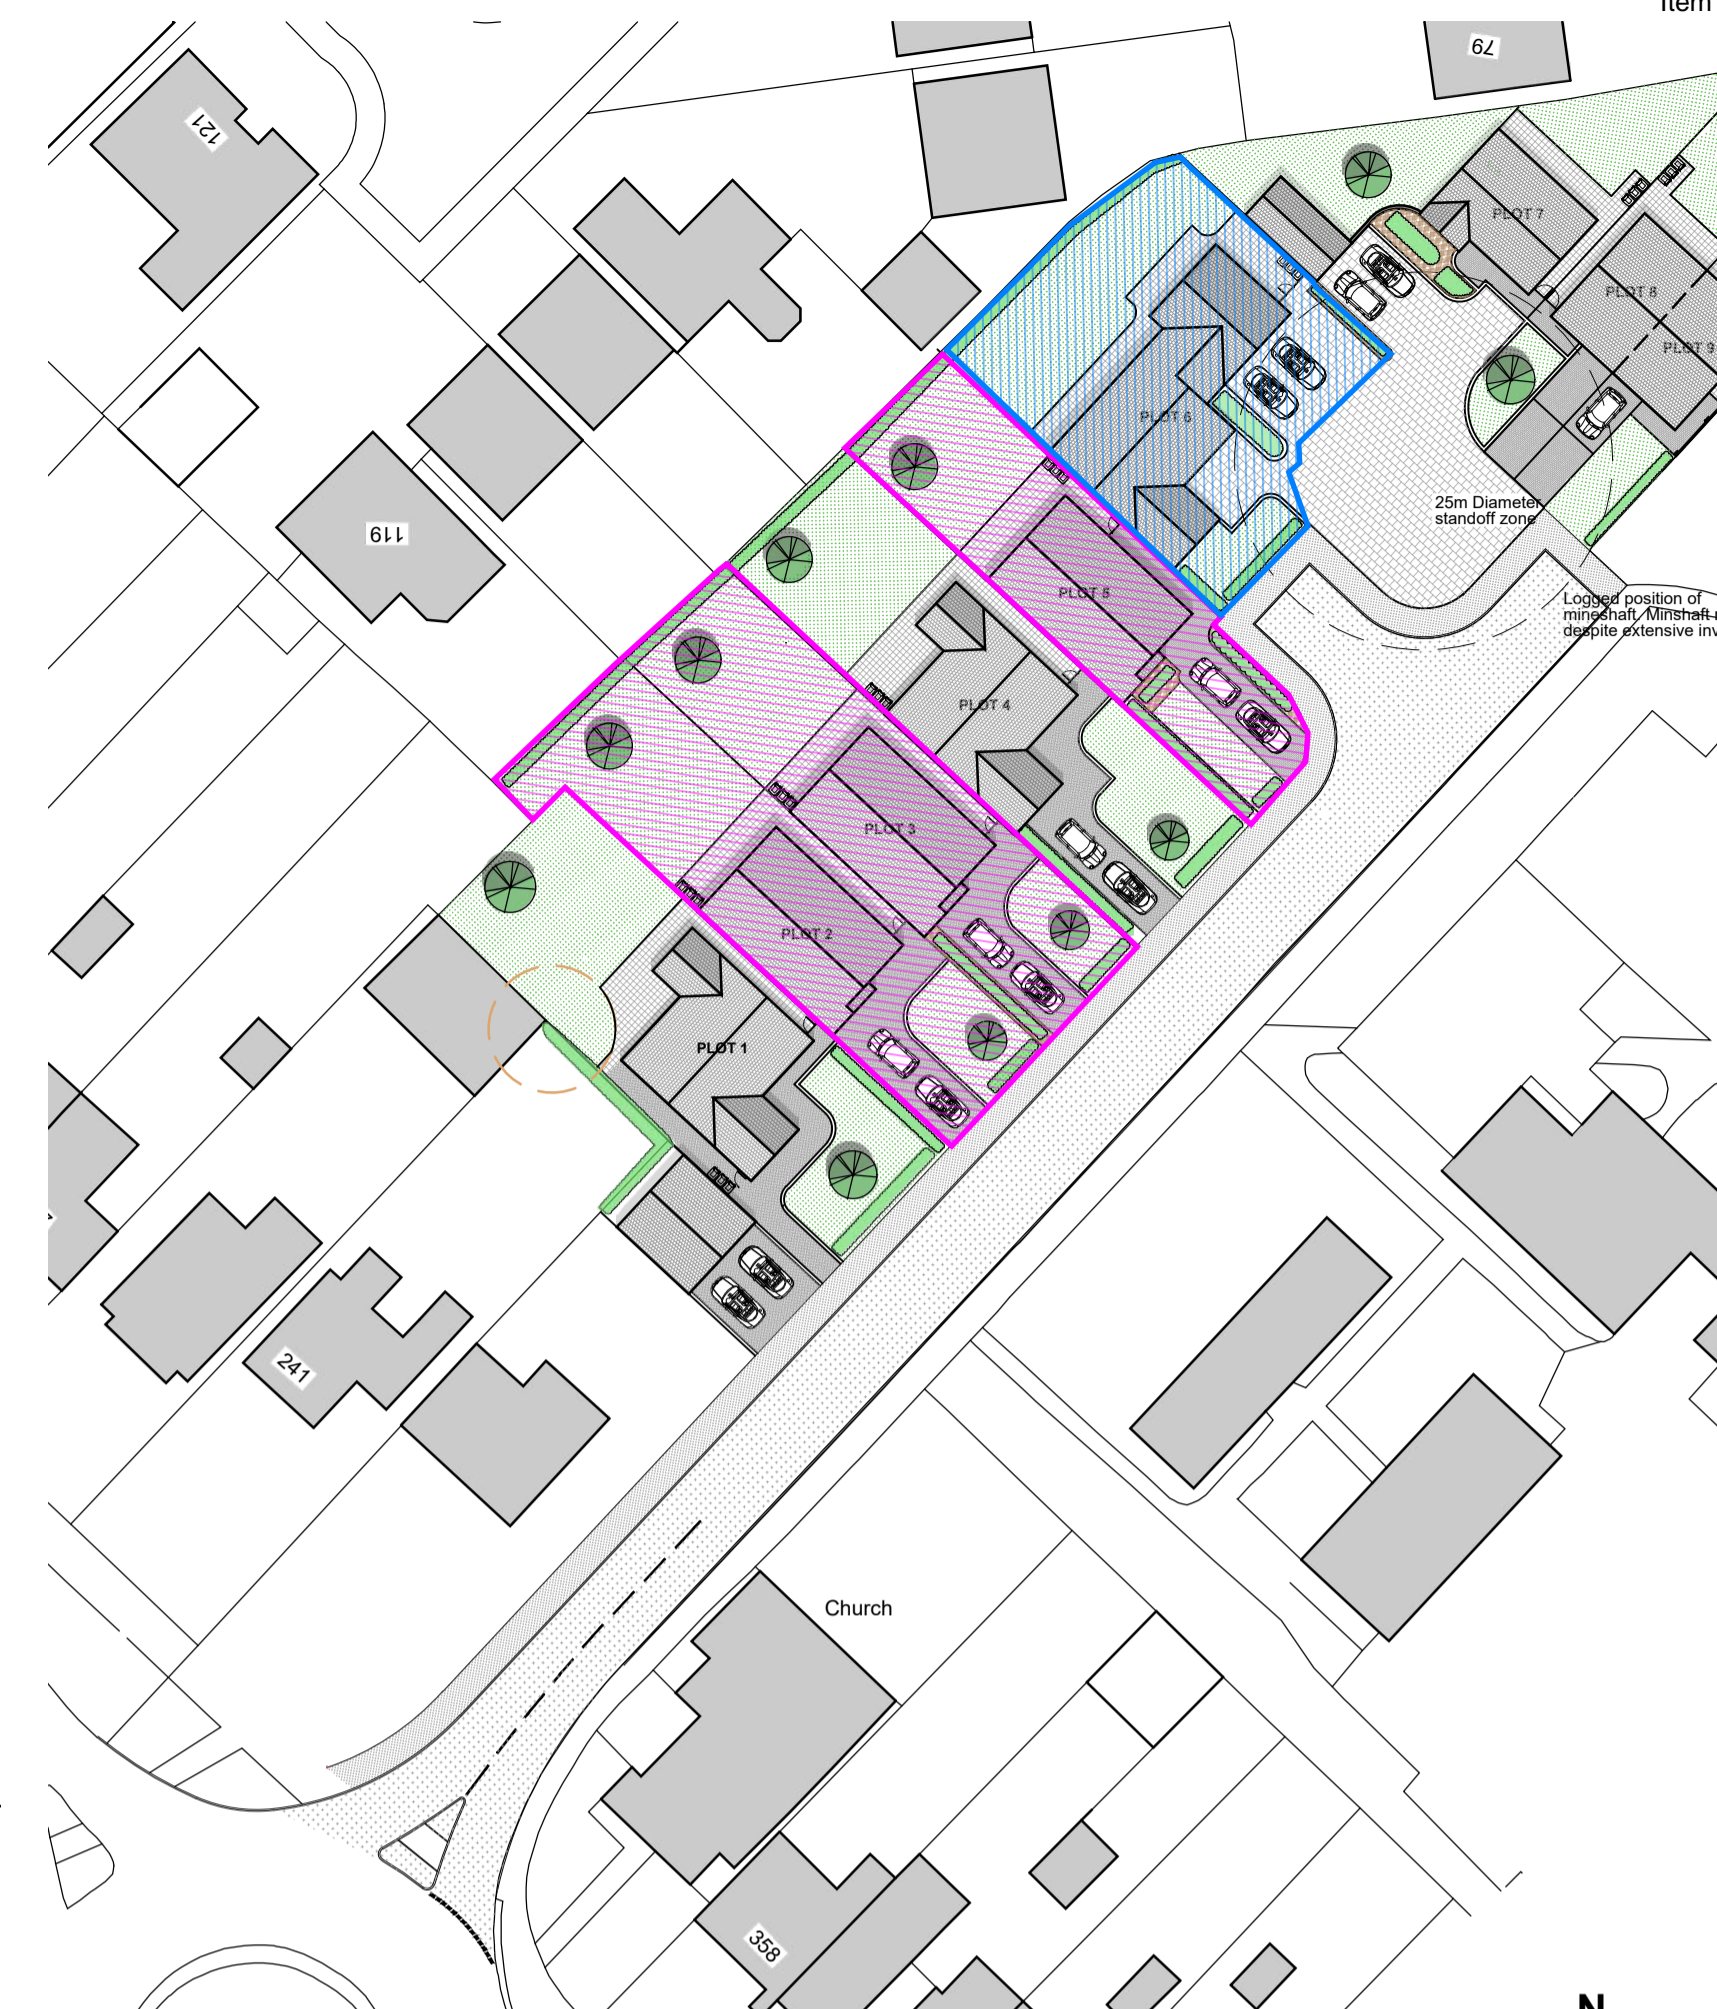 Item
79
121
PLOT 7
PLOT 8
PLOT 9
PLOT 6
25m Diameter
standoff zone
119
PLOT 5
Logged position of
mineshaft. Minshaft
despite extensive inv
PLOT 4
PLOT 3
PLOT 2
PLOT 1
241
Church
358
N